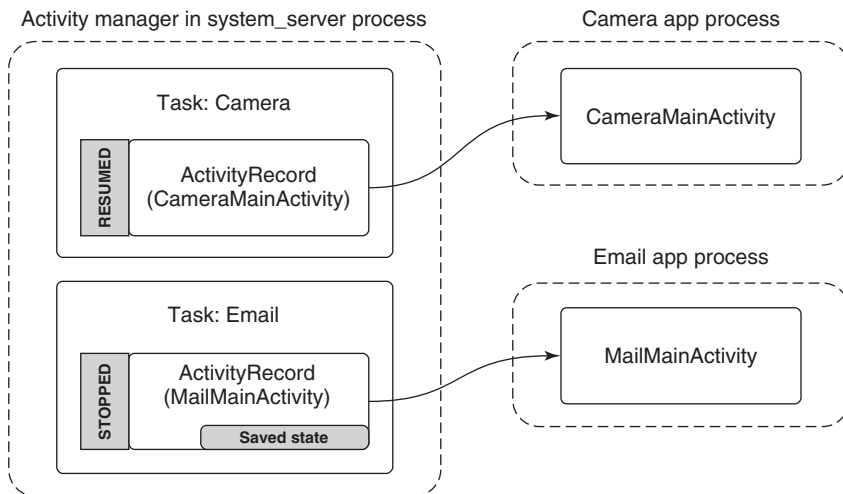 Activity manager in system_server process
Camera app process
Task: Camera
RESUMED
ActivityRecord
(CameraMainActivity)
CameraMainActivity
Email app process
Task: Email
STOPPED
ActivityRecord
(MailMainActivity)
Saved state
MailMainActivity